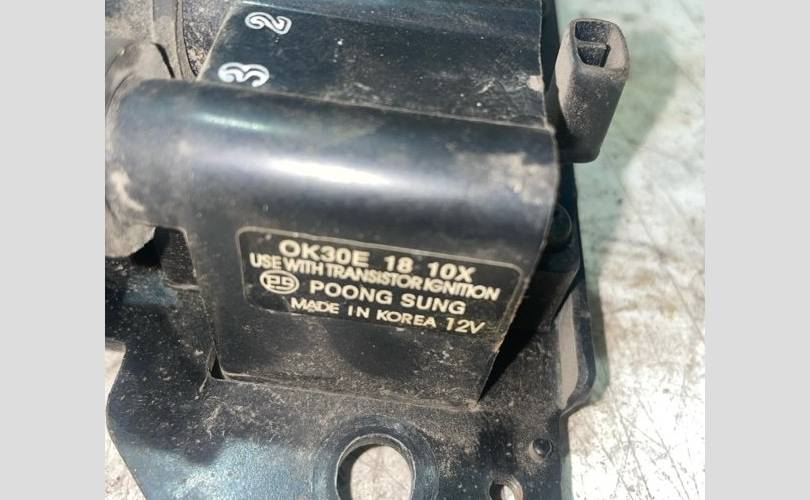 3 2
OK30E 18 10X
USE WITH TRANSISTOR IGNITION
PS POONG SUNG
MADE IN KOREA 12V